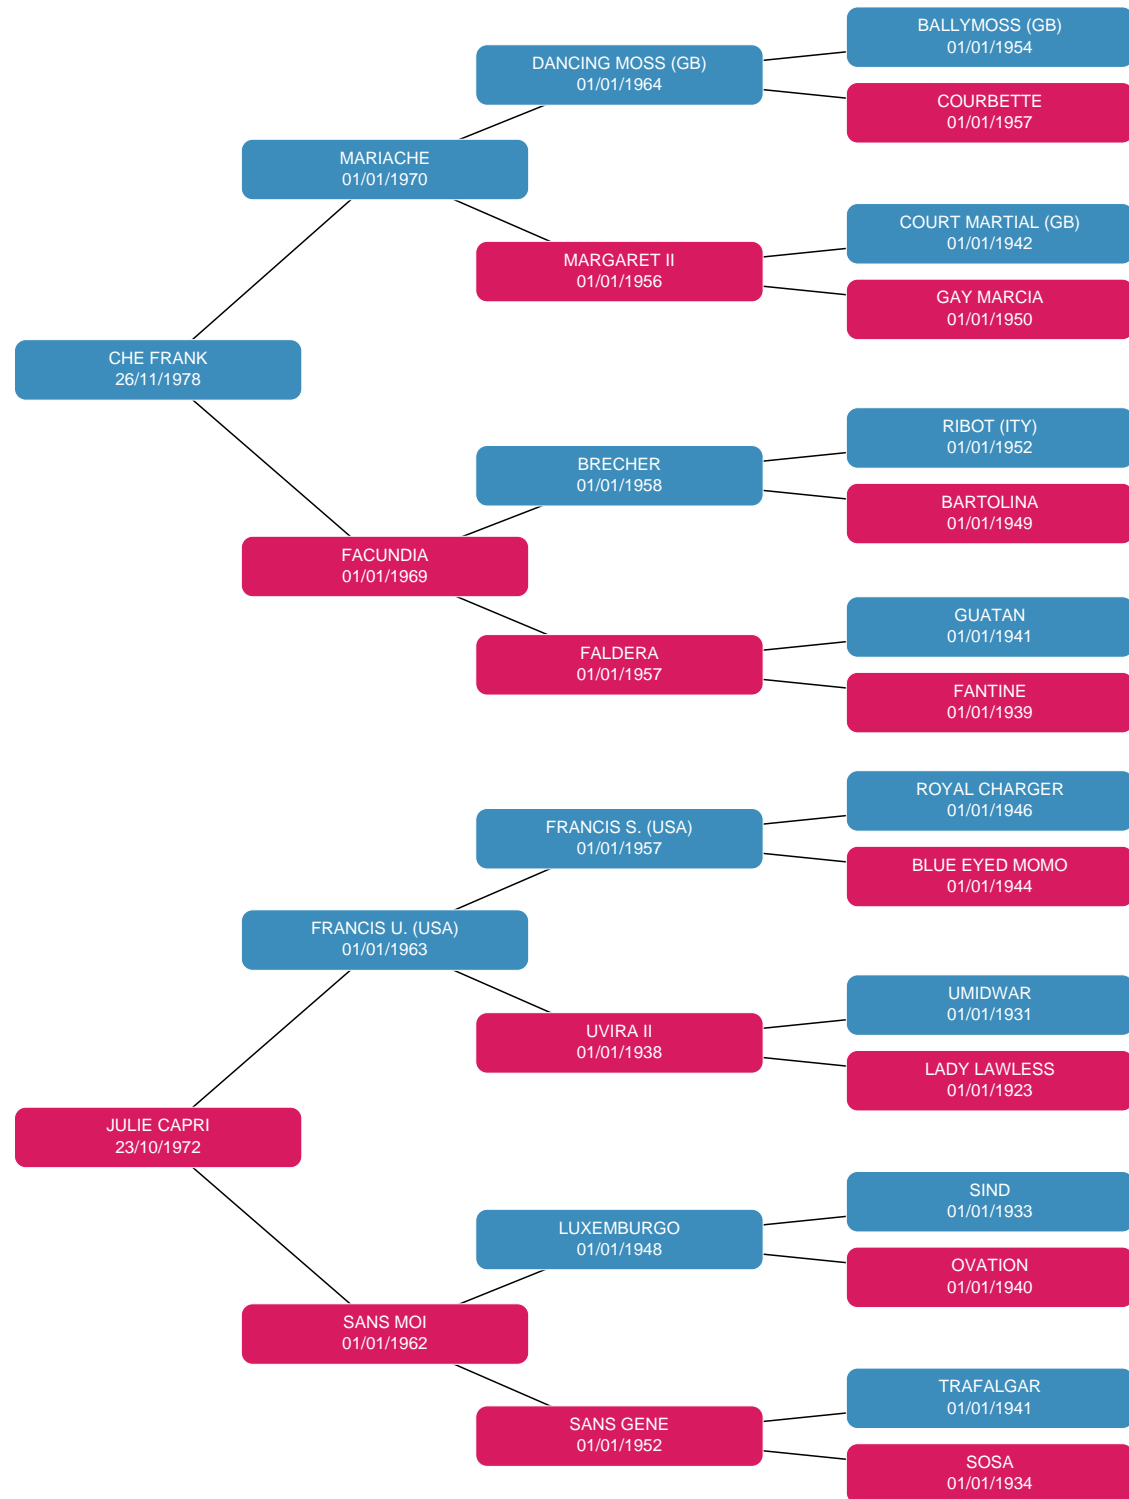 BALLYMOSS (GB)
01/01/1954
DANCING MOSS (GB)
01/01/1964
COURBETTE
01/01/1957
MARIACHE
01/01/1970
COURT MARTIAL (GB)
01/01/1942
MARGARET II
01/01/1956
GAY MARCIA
01/01/1950
CHE FRANK
26/11/1978
RIBOT (ITY)
01/01/1952
BRECHER
01/01/1958
BARTOLINA
01/01/1949
FACUNDIA
01/01/1969
GUATAN
01/01/1941
FALDERA
01/01/1957
FANTINE
01/01/1939
ROYAL CHARGER
01/01/1946
FRANCIS S. (USA)
01/01/1957
BLUE EYED MOMO
01/01/1944
FRANCIS U. (USA)
01/01/1963
UMIDWAR
01/01/1931
UVIRA II
01/01/1938
LADY LAWLESS
01/01/1923
JULIE CAPRI
23/10/1972
SIND
01/01/1933
LUXEMBURGO
01/01/1948
OVATION
01/01/1940
SANS MOI
01/01/1962
TRAFALGAR
01/01/1941
SANS GENE
01/01/1952
SOSA
01/01/1934